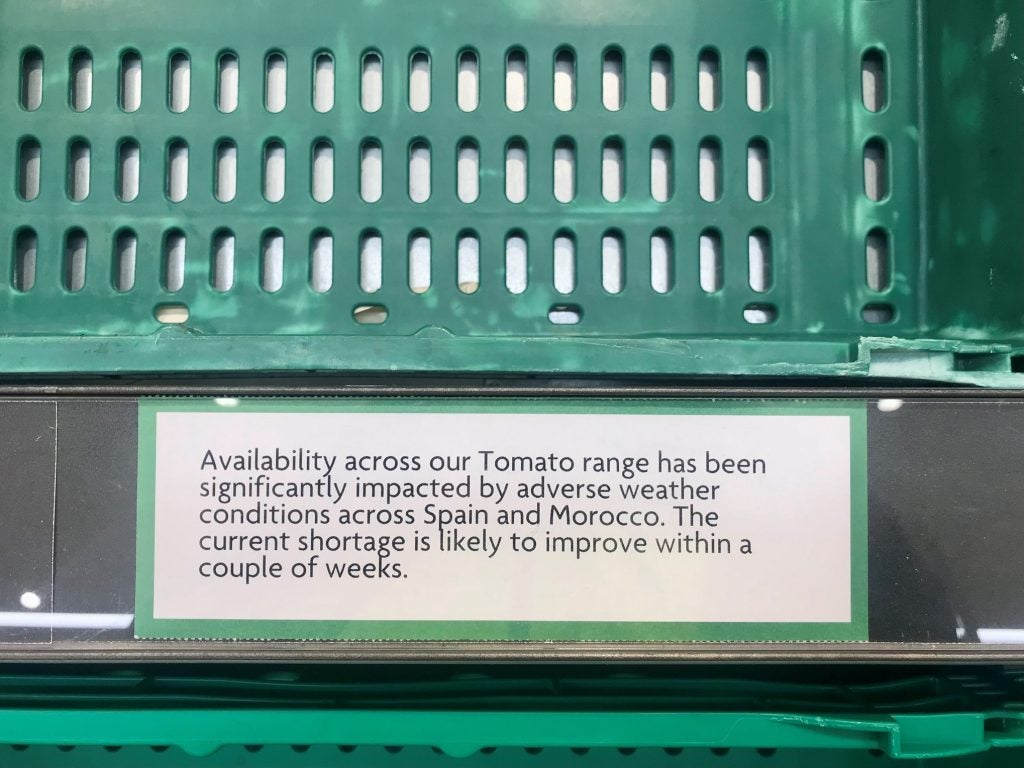 Availability across our Tomato range has been
significantly impacted by adverse weather
conditions across Spain and Morocco. The
current shortage is likely to improve within a
couple of weeks.